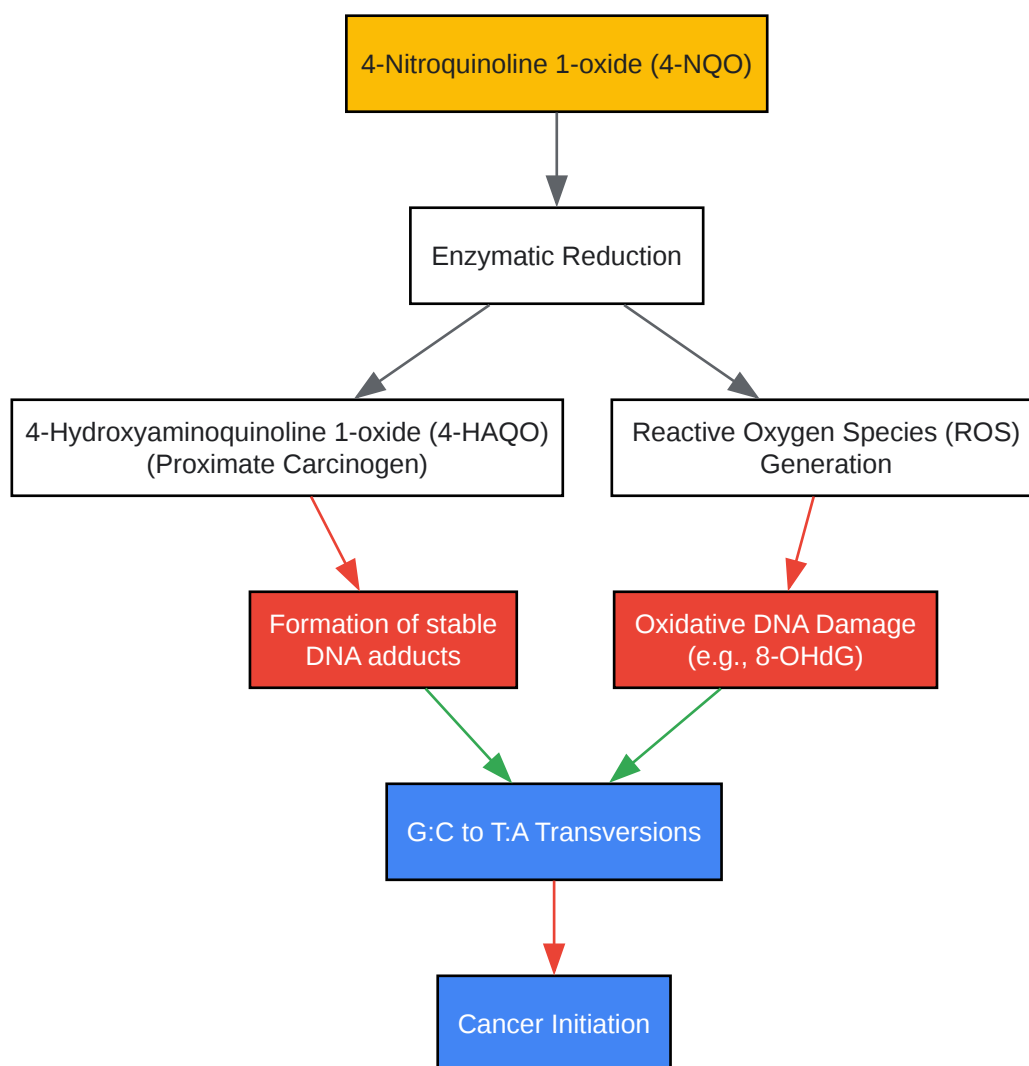 4-Nitroquinoline 1-oxide (4-NQO)
Enzymatic Reduction
4-Hydroxyaminoquinoline 1-oxide (4-HAQO)
(Proximate Carcinogen)
Reactive Oxygen Species (ROS)
Generation
Formation of stable
DNA adducts
Oxidative DNA Damage
(e.g., 8-OHdG)
G:C to T:A Transversions
Cancer Initiation